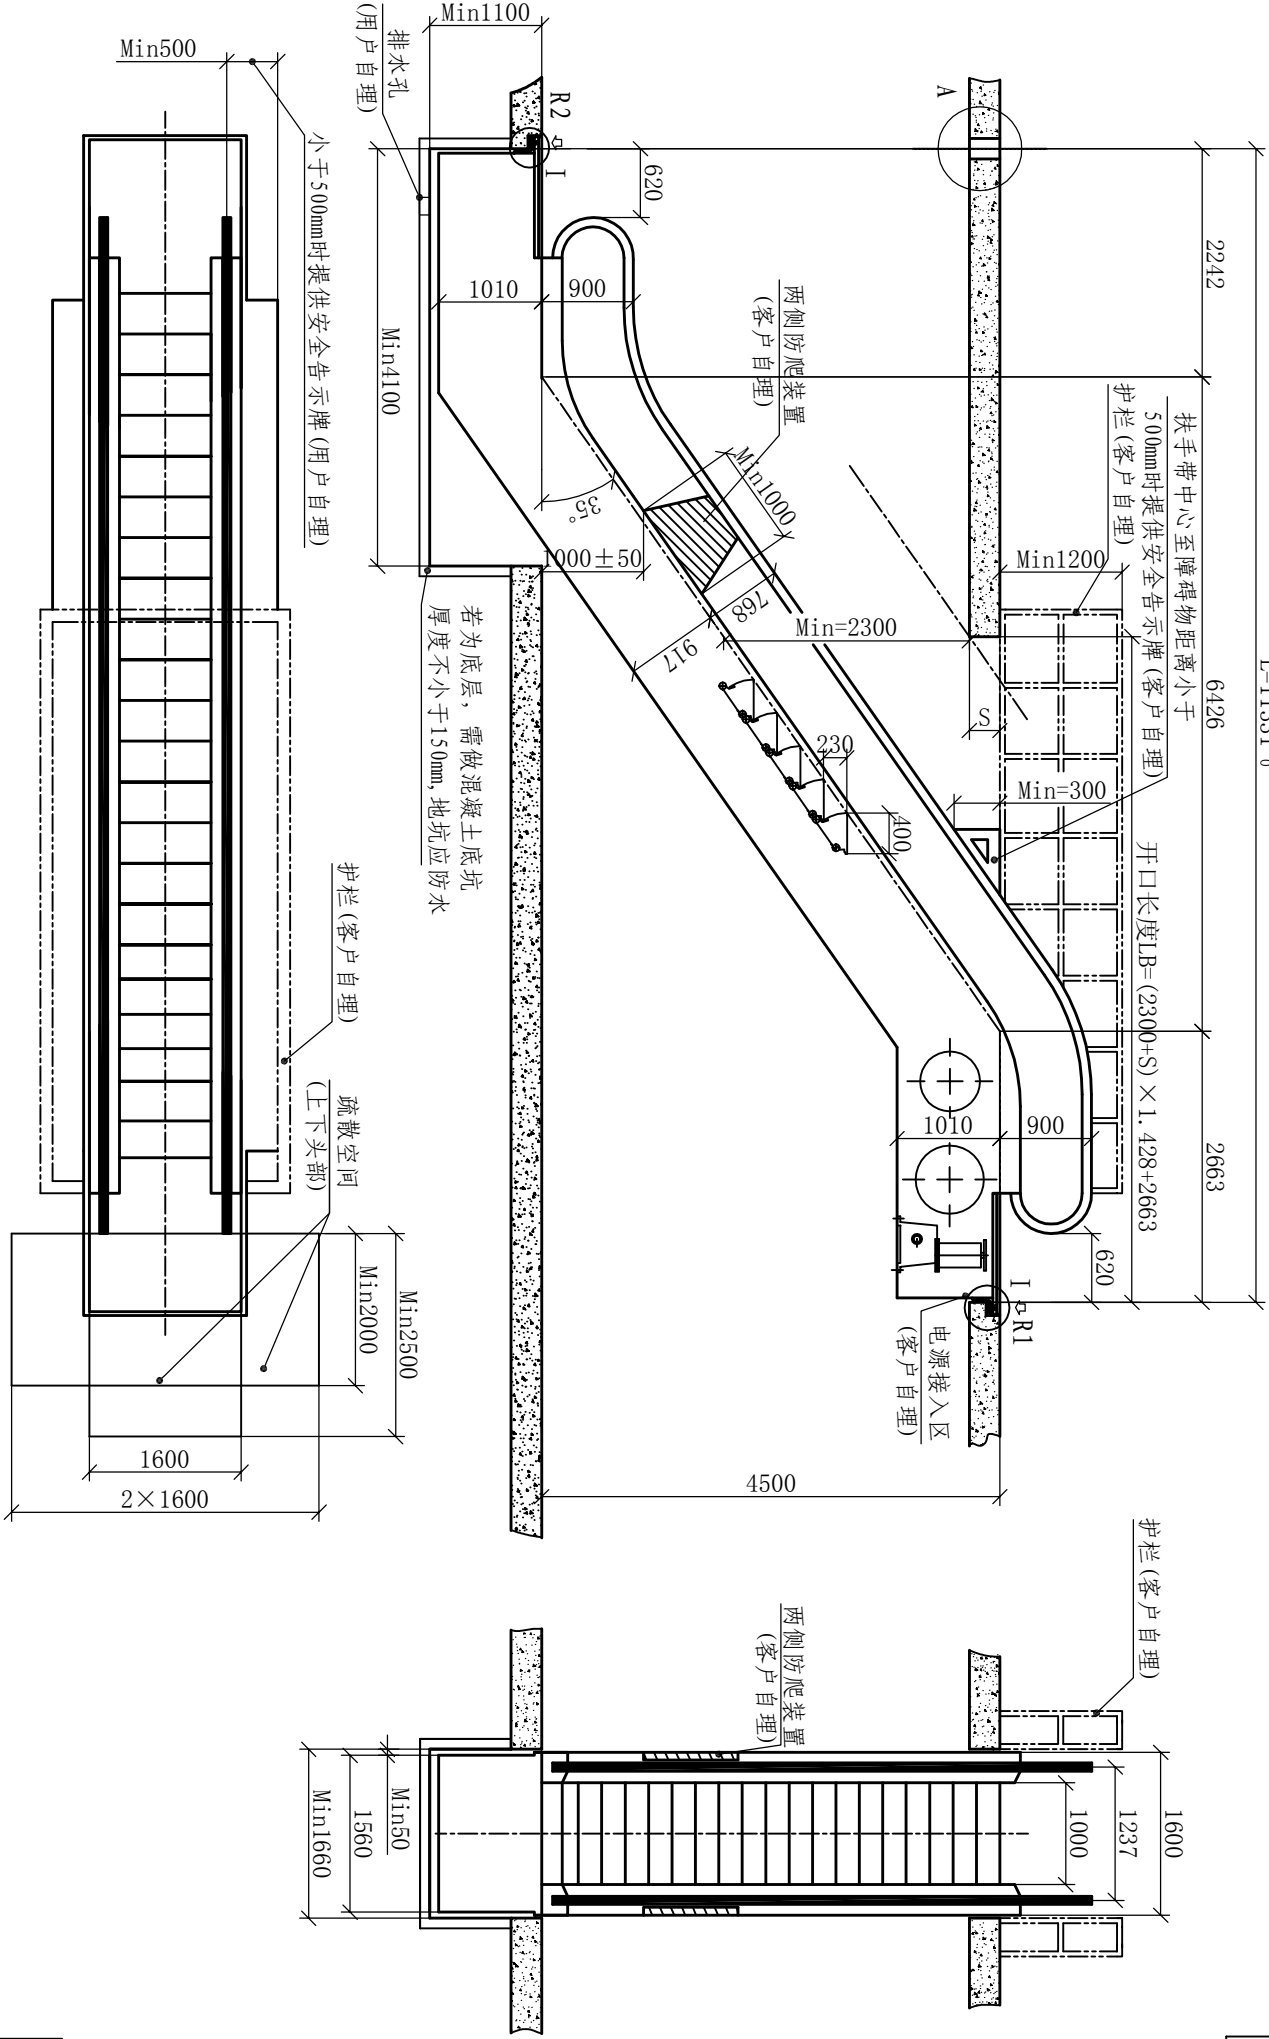 Min500
小于500mm时提供安全告示牌(用户自理)
护栏(客户自理)
疏散空间
(上下头部)
Min2000
Min2500
1600
2×1600
Min1100
排水孔
(用户自理)
R2
I
620
1010
900
Min4100
两侧防爬装置
(客户自理)
35°
Min1000
1000±50
768
917
Min=2300
230
400
若为底层, 需做混凝土底坑
厚度不小于150mm, 地坑应防水
A
2242
6426
2663
扶手带中心至障碍物距离小于
500mm时提供安全告示牌(客户自理)
护栏(客户自理)
Min1200
S
Min=300
开口长度LB=(2300+S)×1.428+2663
1010
900
620
I
R1
电源接入区
(客户自理)
4500
护栏(客户自理)
两侧防爬装置
(客户自理)
Min50
1560
Min1660
1000
1237
1600